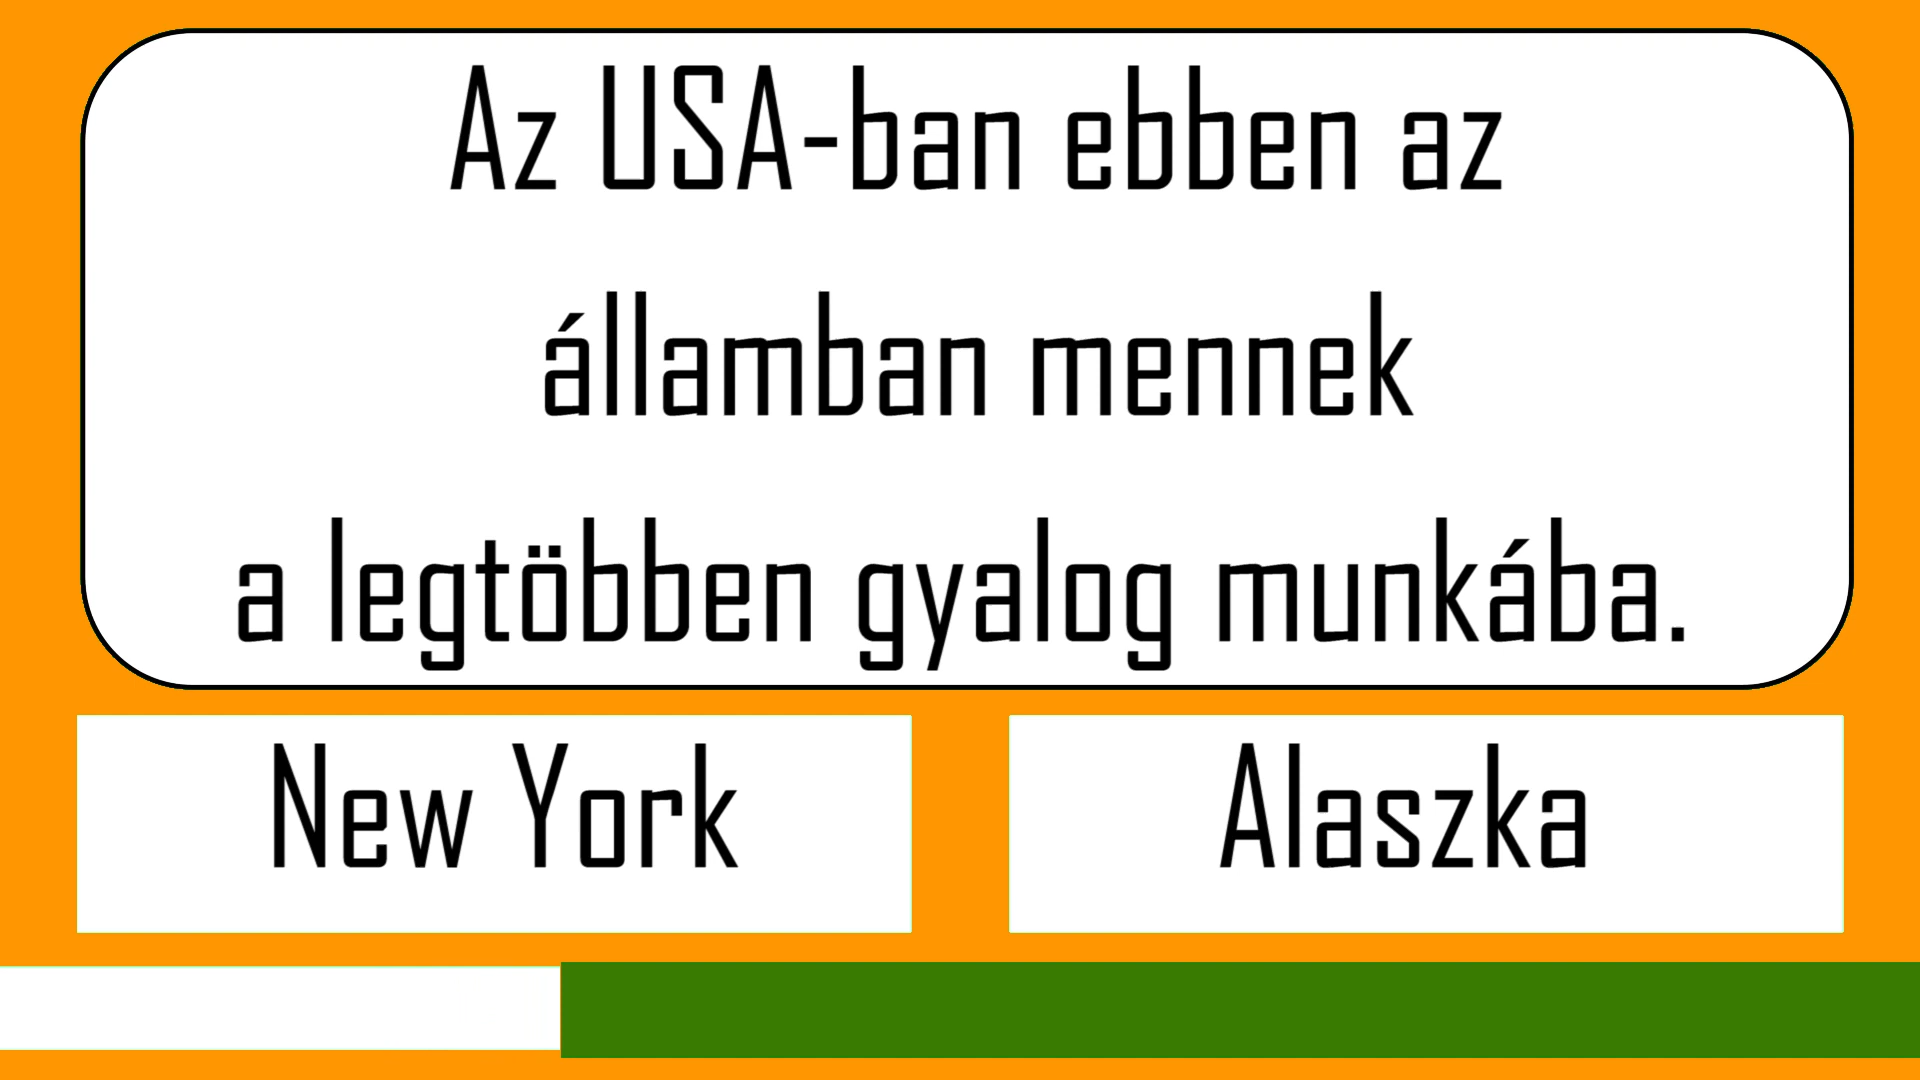 Az USA-ban ebben az
államban mennek
a legtöbben gyalog munkába.
New York
Alaszka